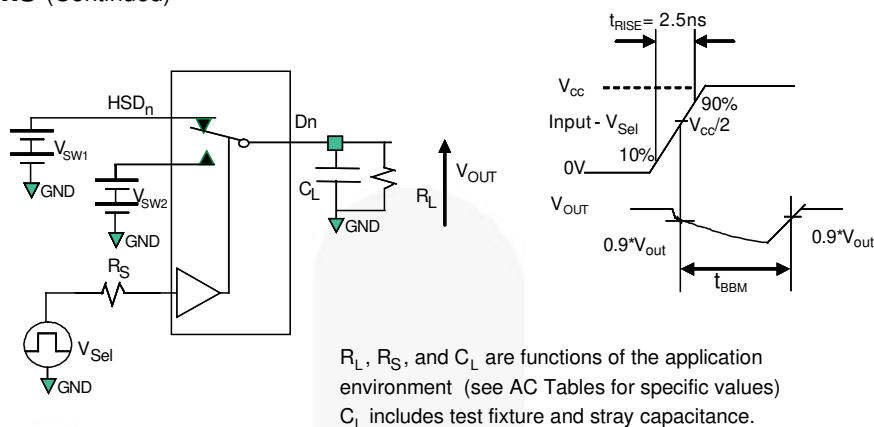 (Continued)
HSDn
Dn
VSW1
GND
VSW2
GND
RS
VSel
GND
CL
RL
GND
VOUT
tRISE= 2.5ns
Vcc
90%
Input - VSel
Vcc/2
10%
0V
VOUT
0.9*Vout
0.9*Vout
tBBM
RL, RS, and CL are functions of the application
environment (see AC Tables for specific values)
CL includes test fixture and stray capacitance.